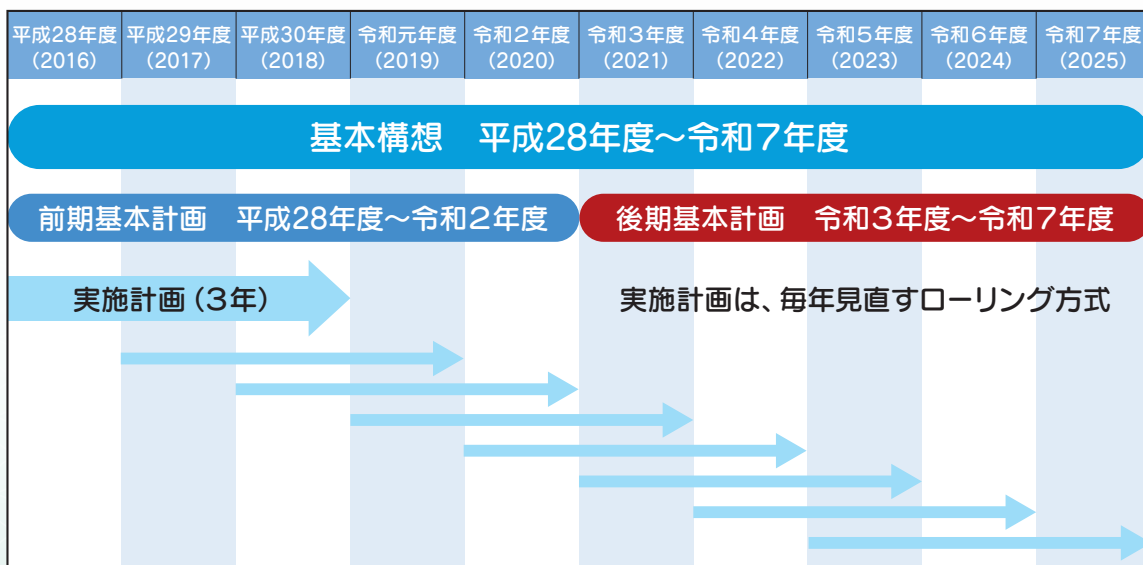 平成28年度 平成29年度 平成30年度 令和元年度 令和2年度 令和3年度 令和4年度 令和5年度 令和6年度 令和7年度
(2016) (2017) (2018) (2019) (2020) (2021) (2022) (2023) (2024) (2025)
基本構想　平成28年度～令和7年度
前期基本計画　平成28年度～令和2年度
後期基本計画　令和3年度～令和7年度
実施計画（3年）
実施計画は、毎年見直すローリング方式